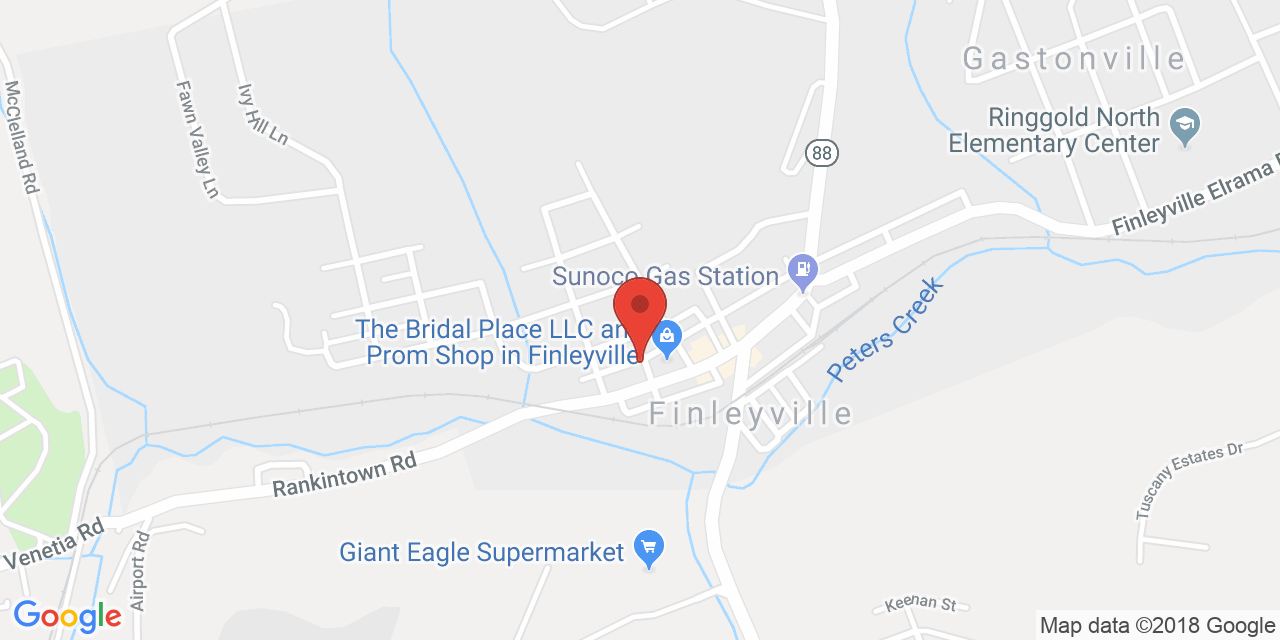 Gastonville
Ringgold North
Elementary Center
McClelland Rd
Fawn Valley Ln
Ivy Hill Ln
88
Finleyville Elrama
Sunoco Gas Station
The Bridal Place LLC an
Prom Shop in Finleyville
Peters Creek
Finleyville
Rankintown Rd
Tuscany Estates Dr
Venetia Rd
Airport Rd
Giant Eagle Supermarket
Keenan St
Google
Map data ©2018 Google